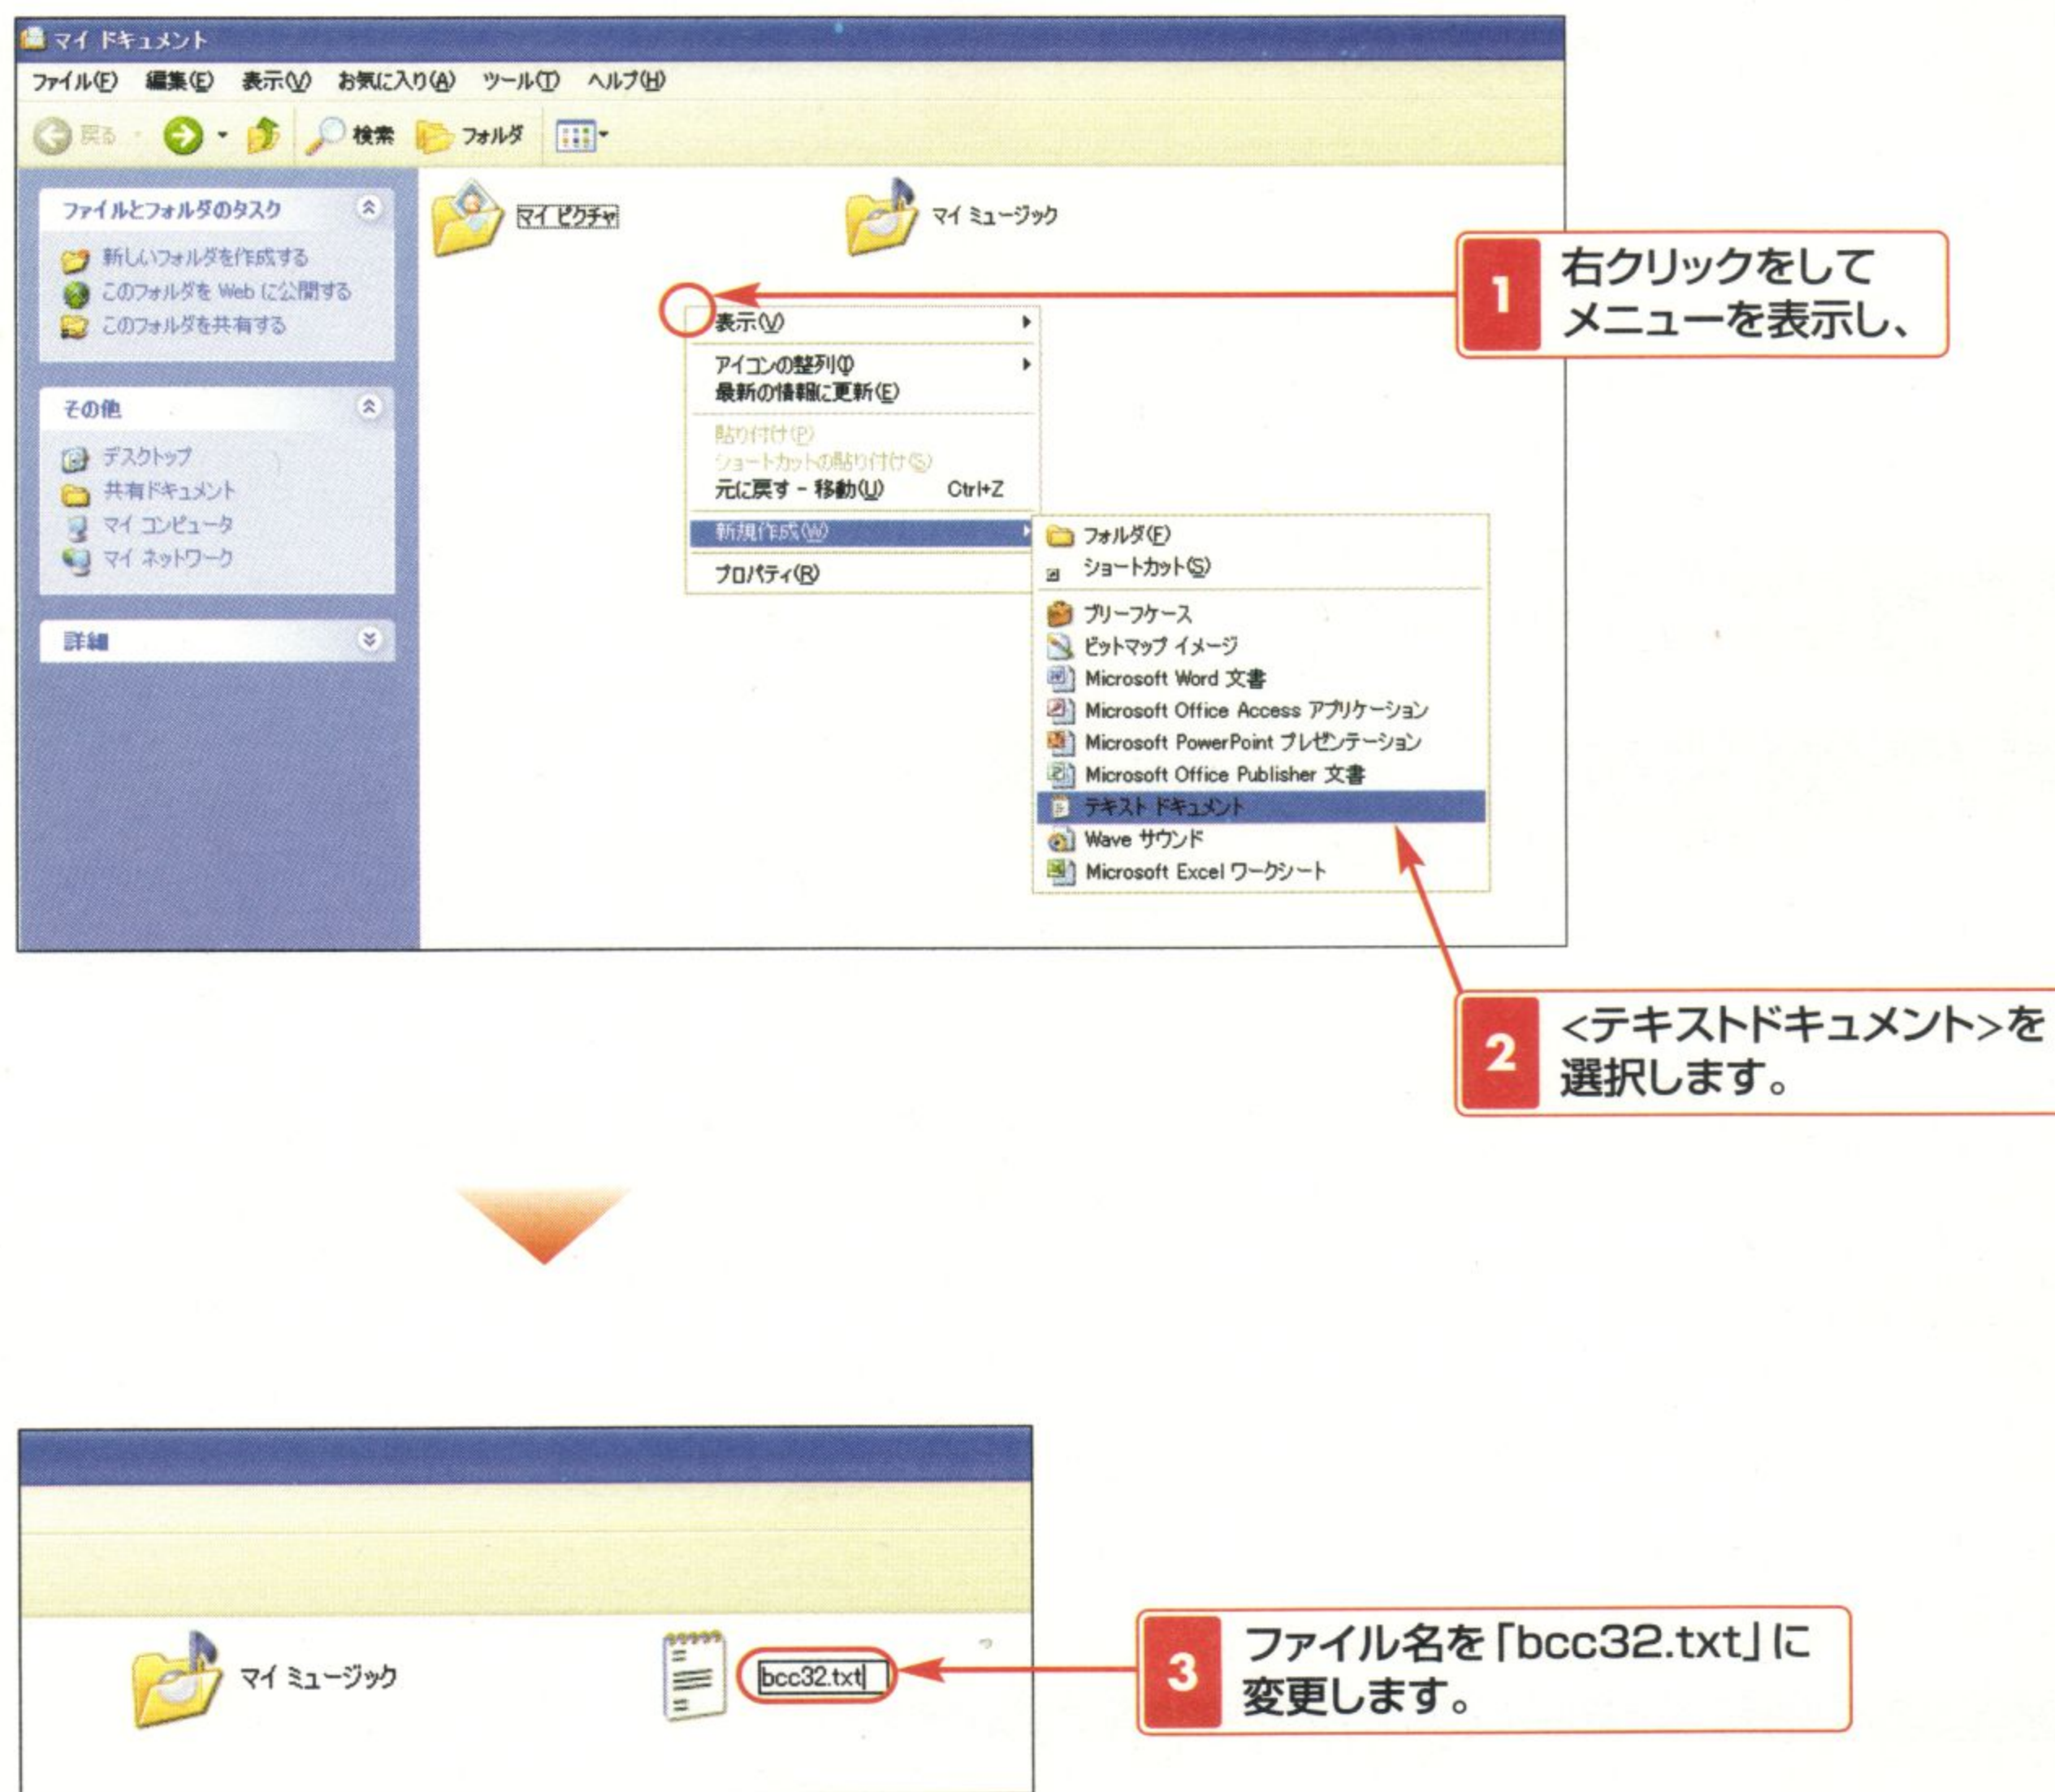 マイ ドキュメント
ファイル(F) 編集(E) 表示(V) お気に入り(A) ツール(T) ヘルプ(H)
戻る 検索 フォルダ
ファイルとフォルダのタスク
新しいフォルダを作成する
このフォルダを Web に公開する
このフォルダを共有する
その他
デスクトップ
共有ドキュメント
マイ コンピュータ
マイ ネットワーク
詳細
マイ ピクチャ
マイ ミュージック
表示(V)
アイコンの整列(I)
最新の情報に更新(E)
貼り付け(P)
ショートカットの貼り付け(S)
元に戻す - 移動(U) Ctrl+Z
新規作成(W)
プロパティ(R)
フォルダ(F)
ショートカット(S)
ブリーフケース
ビットマップ イメージ
Microsoft Word 文書
Microsoft Office Access アプリケーション
Microsoft PowerPoint プレゼンテーション
Microsoft Office Publisher 文書
テキスト ドキュメント
Wave サウンド
Microsoft Excel ワークシート
1 右クリックをして
メニューを表示し、
2 <テキストドキュメント>を
選択します。
マイ ミュージック
bcc32.txt
3 ファイル名を「bcc32.txt」に
変更します。